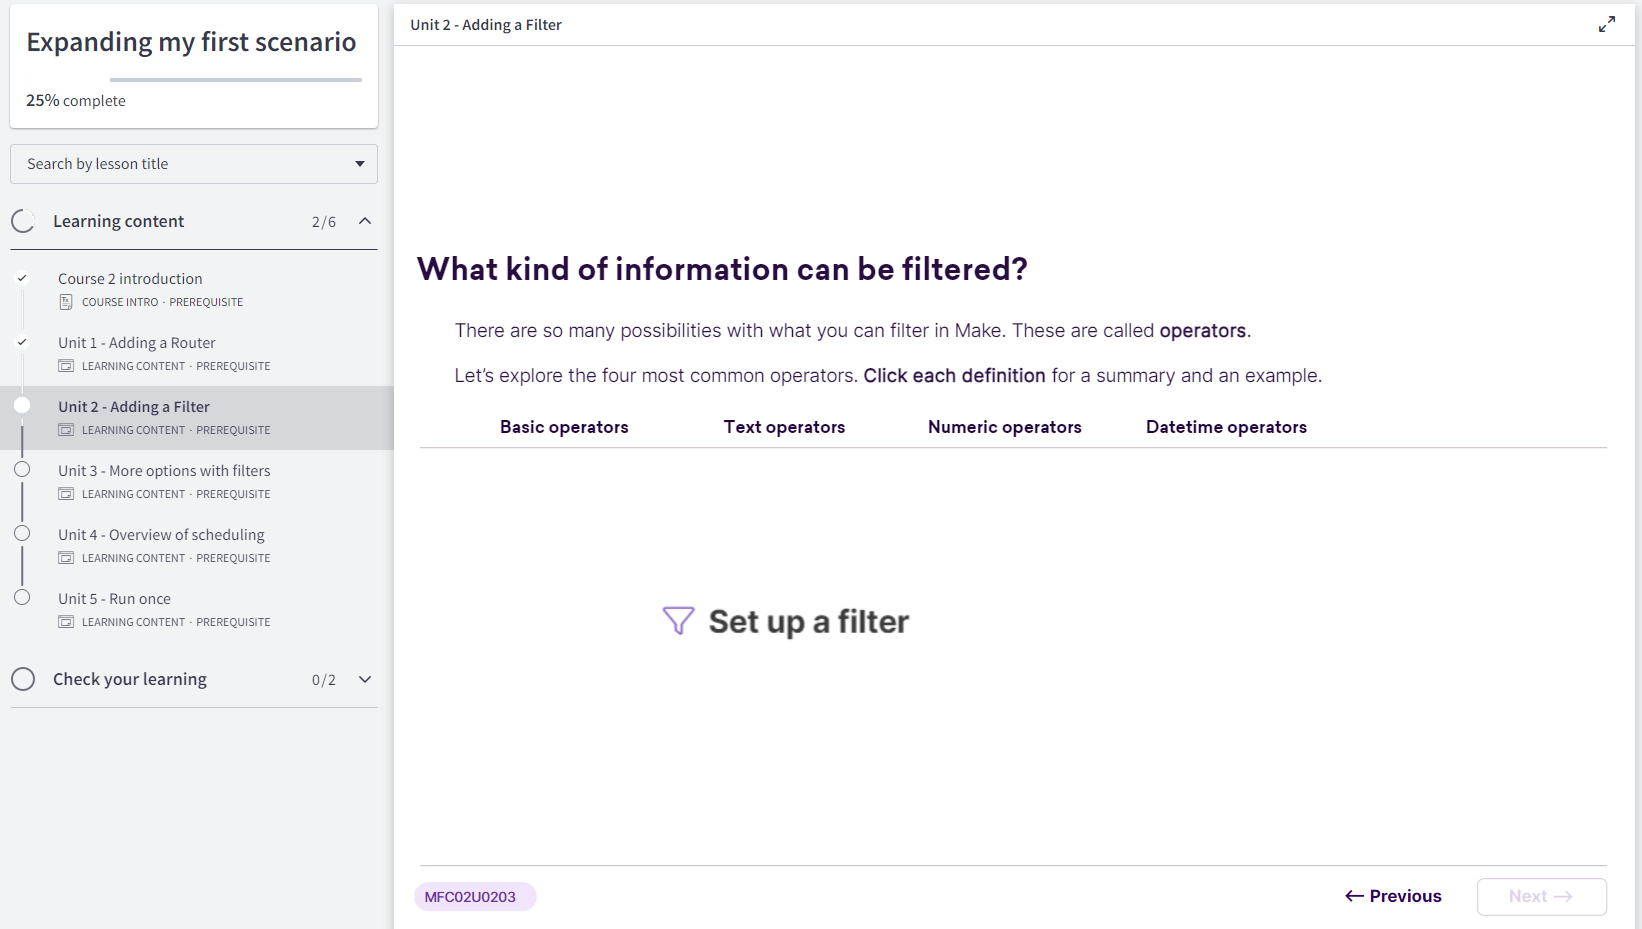 Expanding my first scenario
25% complete
Search by lesson title
Learning content 2/6
Course 2 introduction
COURSE INTRO · PREREQUISITE
Unit 1 - Adding a Router
LEARNING CONTENT · PREREQUISITE
Unit 2 - Adding a Filter
LEARNING CONTENT · PREREQUISITE
Unit 3 - More options with filters
LEARNING CONTENT · PREREQUISITE
Unit 4 - Overview of scheduling
LEARNING CONTENT · PREREQUISITE
Unit 5 - Run once
LEARNING CONTENT · PREREQUISITE
Check your learning 0/2
Unit 2 - Adding a Filter
What kind of information can be filtered?
There are so many possibilities with what you can filter in Make. These are called operators.
Let's explore the four most common operators. Click each definition for a summary and an example.
Basic operators Text operators Numeric operators Datetime operators
Set up a filter
MFC02U0203
← Previous Next →